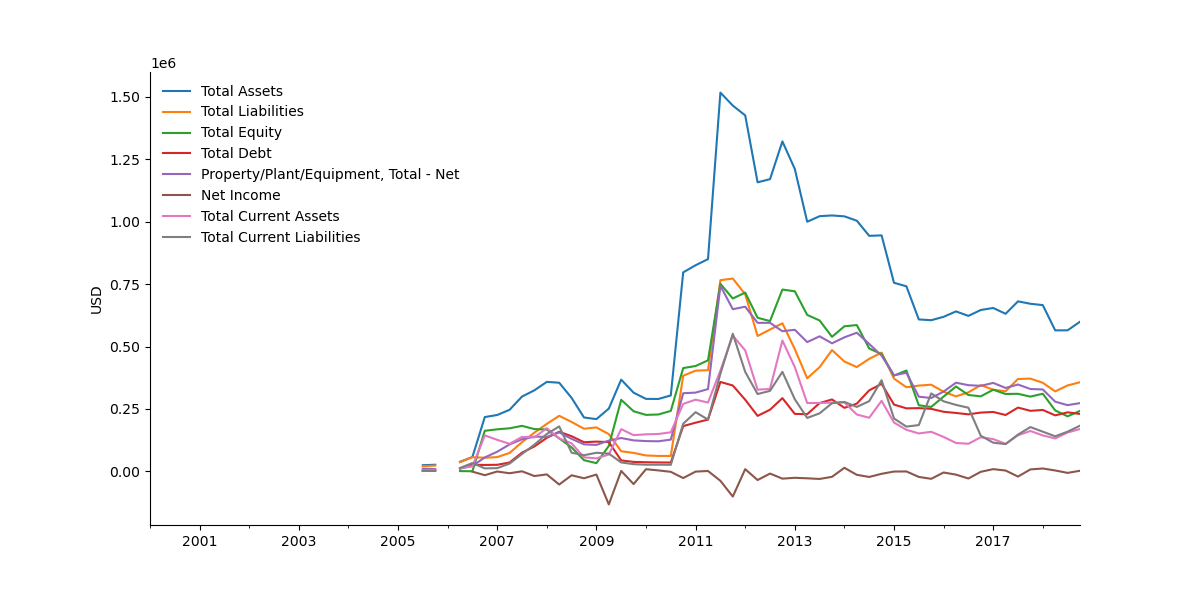 1e6
1.50
1.25
1.00
0.75
0.50
0.25
0.00
USD
Total Assets
Total Liabilities
Total Equity
Total Debt
Property/Plant/Equipment, Total - Net
Net Income
Total Current Assets
Total Current Liabilities
2001 2003 2005 2007 2009 2011 2013 2015 2017